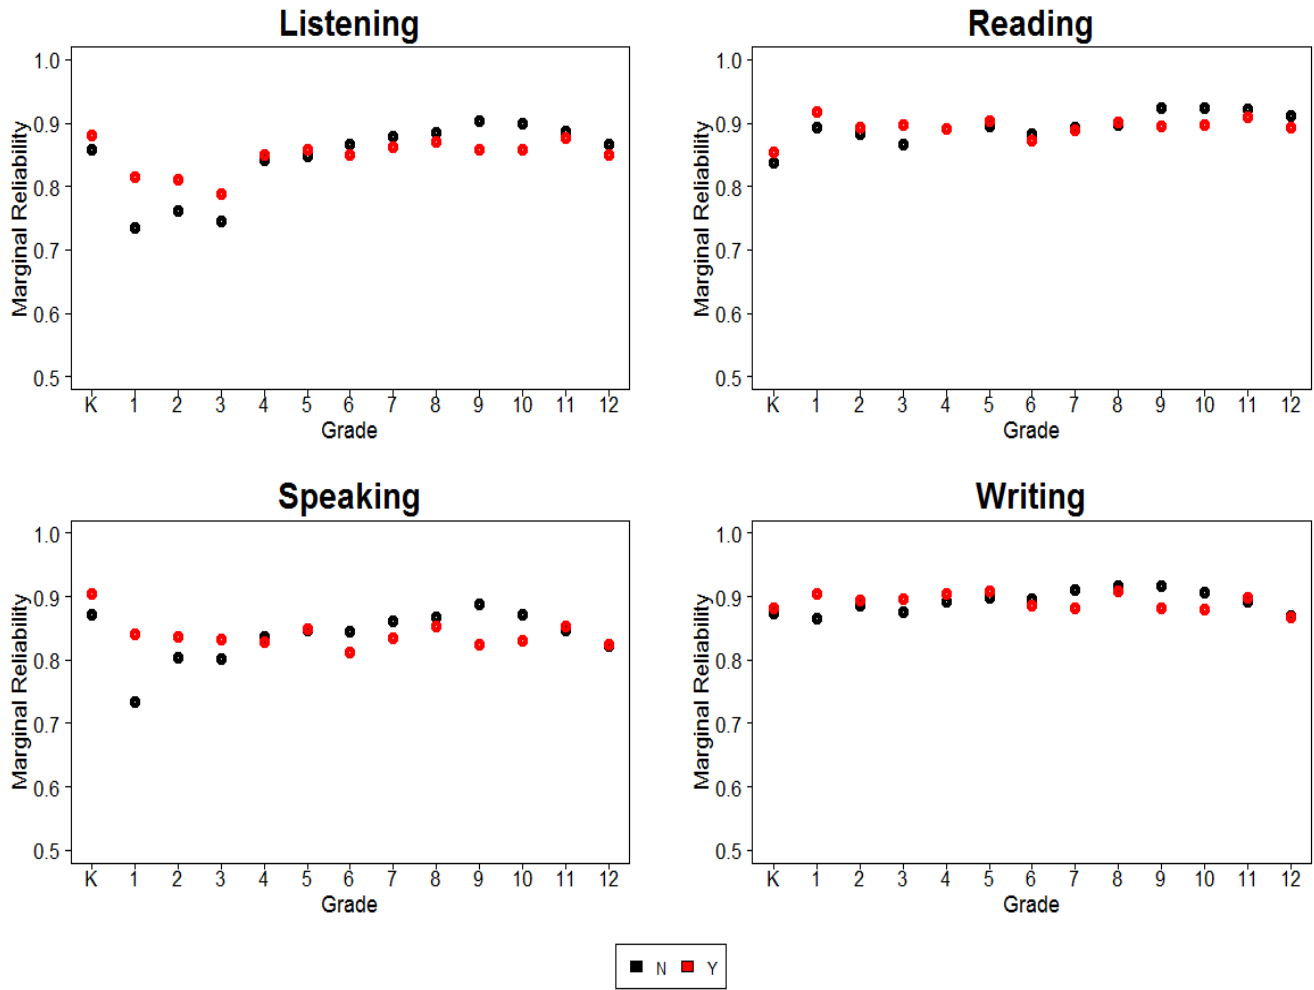 Listening
Marginal Reliability
1.0
0.9
0.8
0.7
0.6
0.5
K 1 2 3 4 5 6 7 8 9 10 11 12
Grade
Reading
Marginal Reliability
1.0
0.9
0.8
0.7
0.6
0.5
K 1 2 3 4 5 6 7 8 9 10 11 12
Grade
Speaking
Marginal Reliability
1.0
0.9
0.8
0.7
0.6
0.5
K 1 2 3 4 5 6 7 8 9 10 11 12
Grade
Writing
Marginal Reliability
1.0
0.9
0.8
0.7
0.6
0.5
K 1 2 3 4 5 6 7 8 9 10 11 12
Grade
N Y